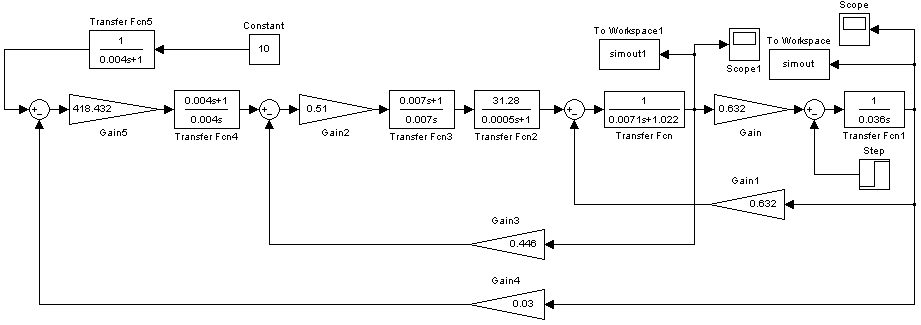 Scope
Transfer Fcn5
Constant
1
0.004s+1
10
To Workspace1
simout1
Scope1
To Workspace
simout
418.432
Gain5
0.004s+1
0.004s
Transfer Fcn4
0.51
Gain2
0.007s+1
0.007s
Transfer Fcn3
31.28
0.0005s+1
Transfer Fcn2
1
0.0071s+1.022
Transfer Fcn
0.632
Gain
1
0.036s
Transfer Fcn1
Step
Gain1
0.632
Gain3
0.446
Gain4
0.03